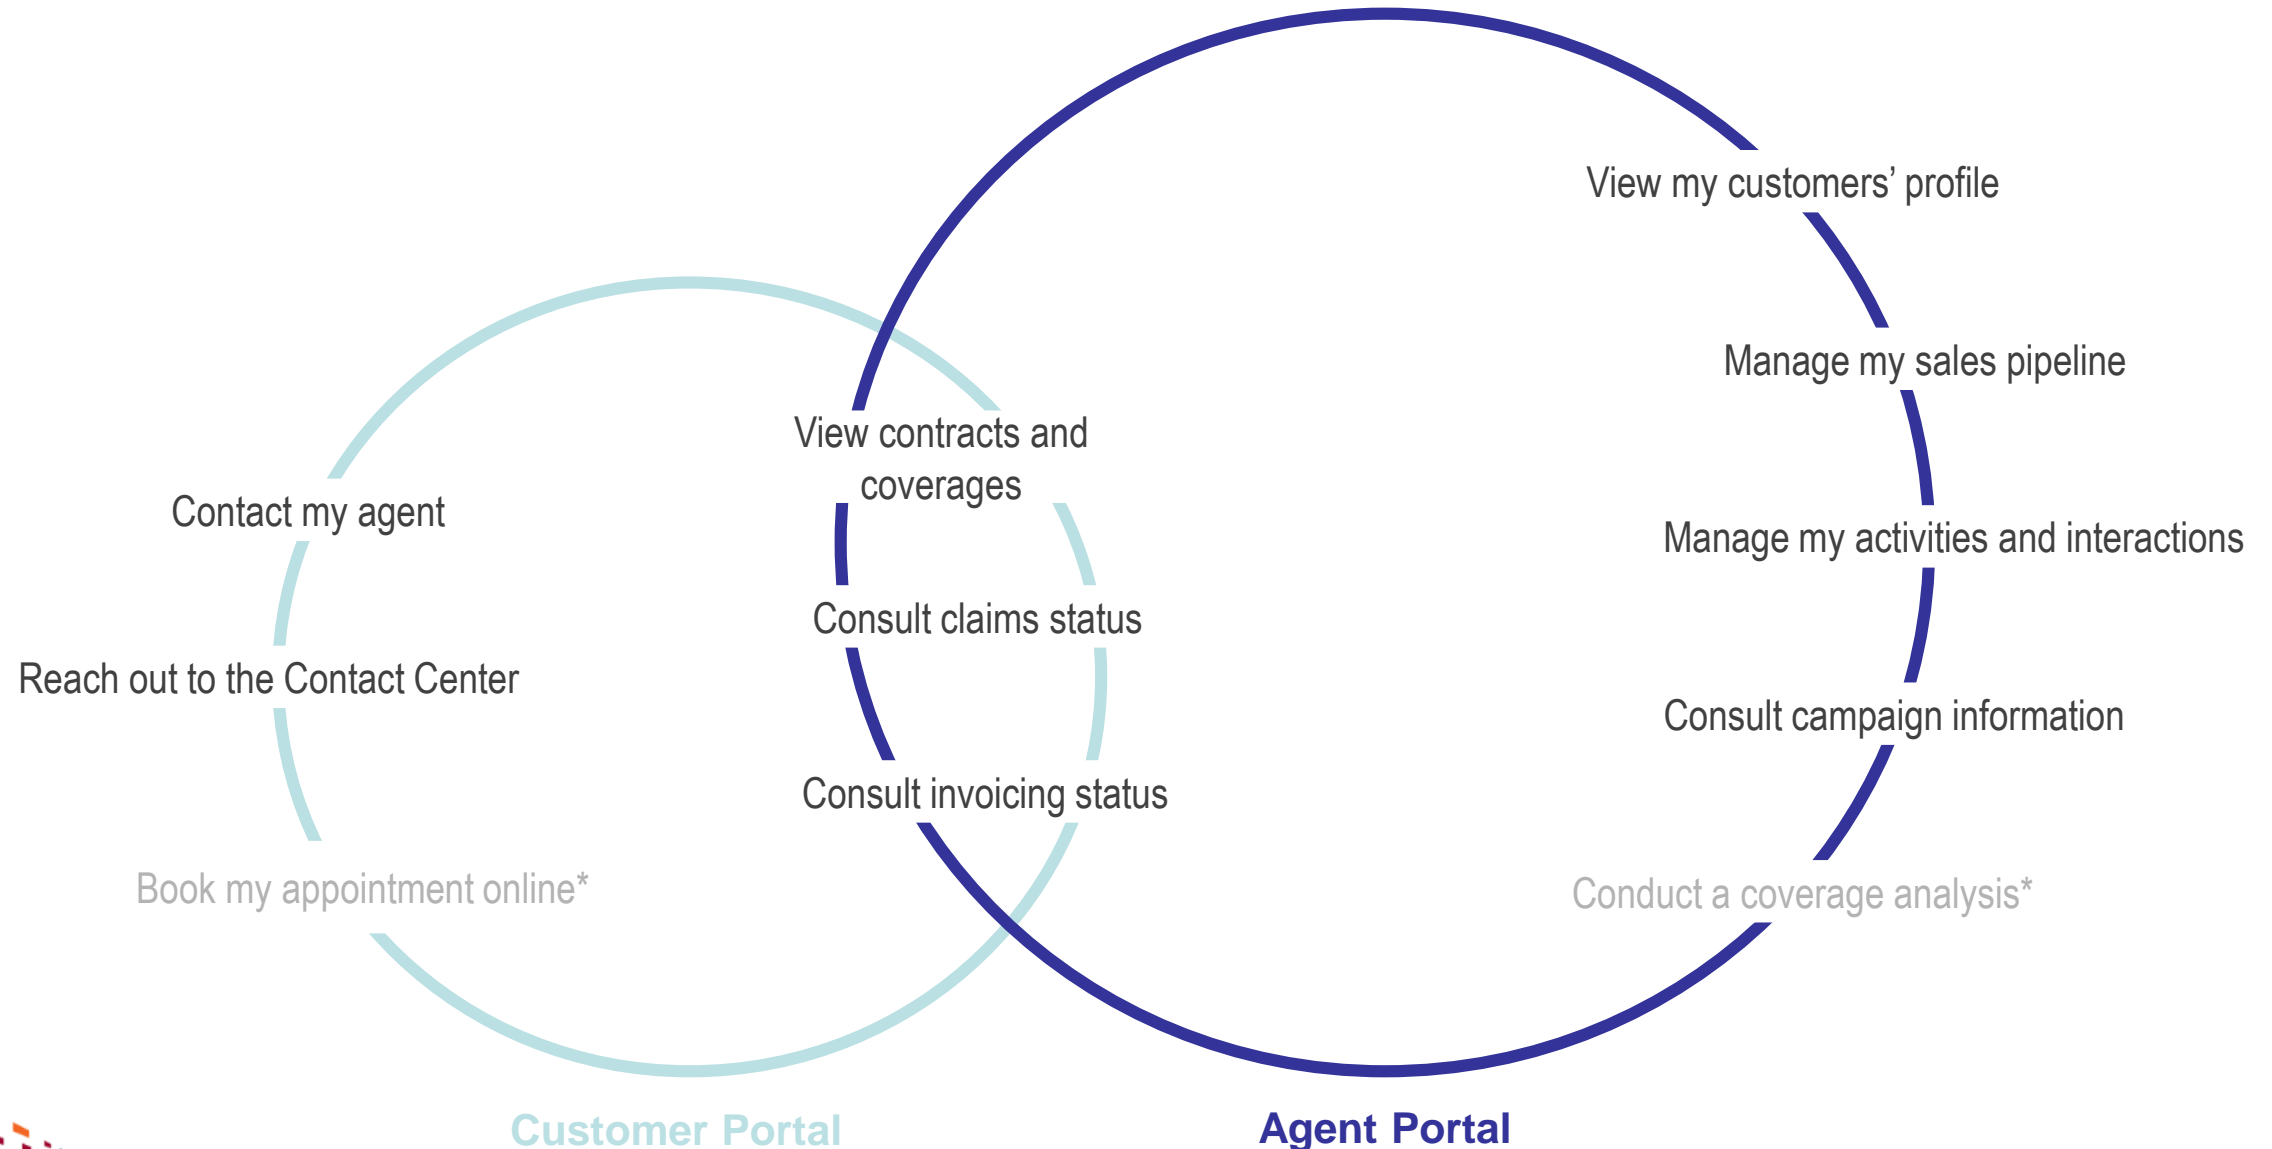 View my customers’ profile
Manage my sales pipeline
View contracts and
coverages
Contact my agent
Manage my activities and interactions
Consult claims status
Reach out to the Contact Center
Consult campaign information
Consult invoicing status
Book my appointment online*
Conduct a coverage analysis*
Customer Portal
Agent Portal